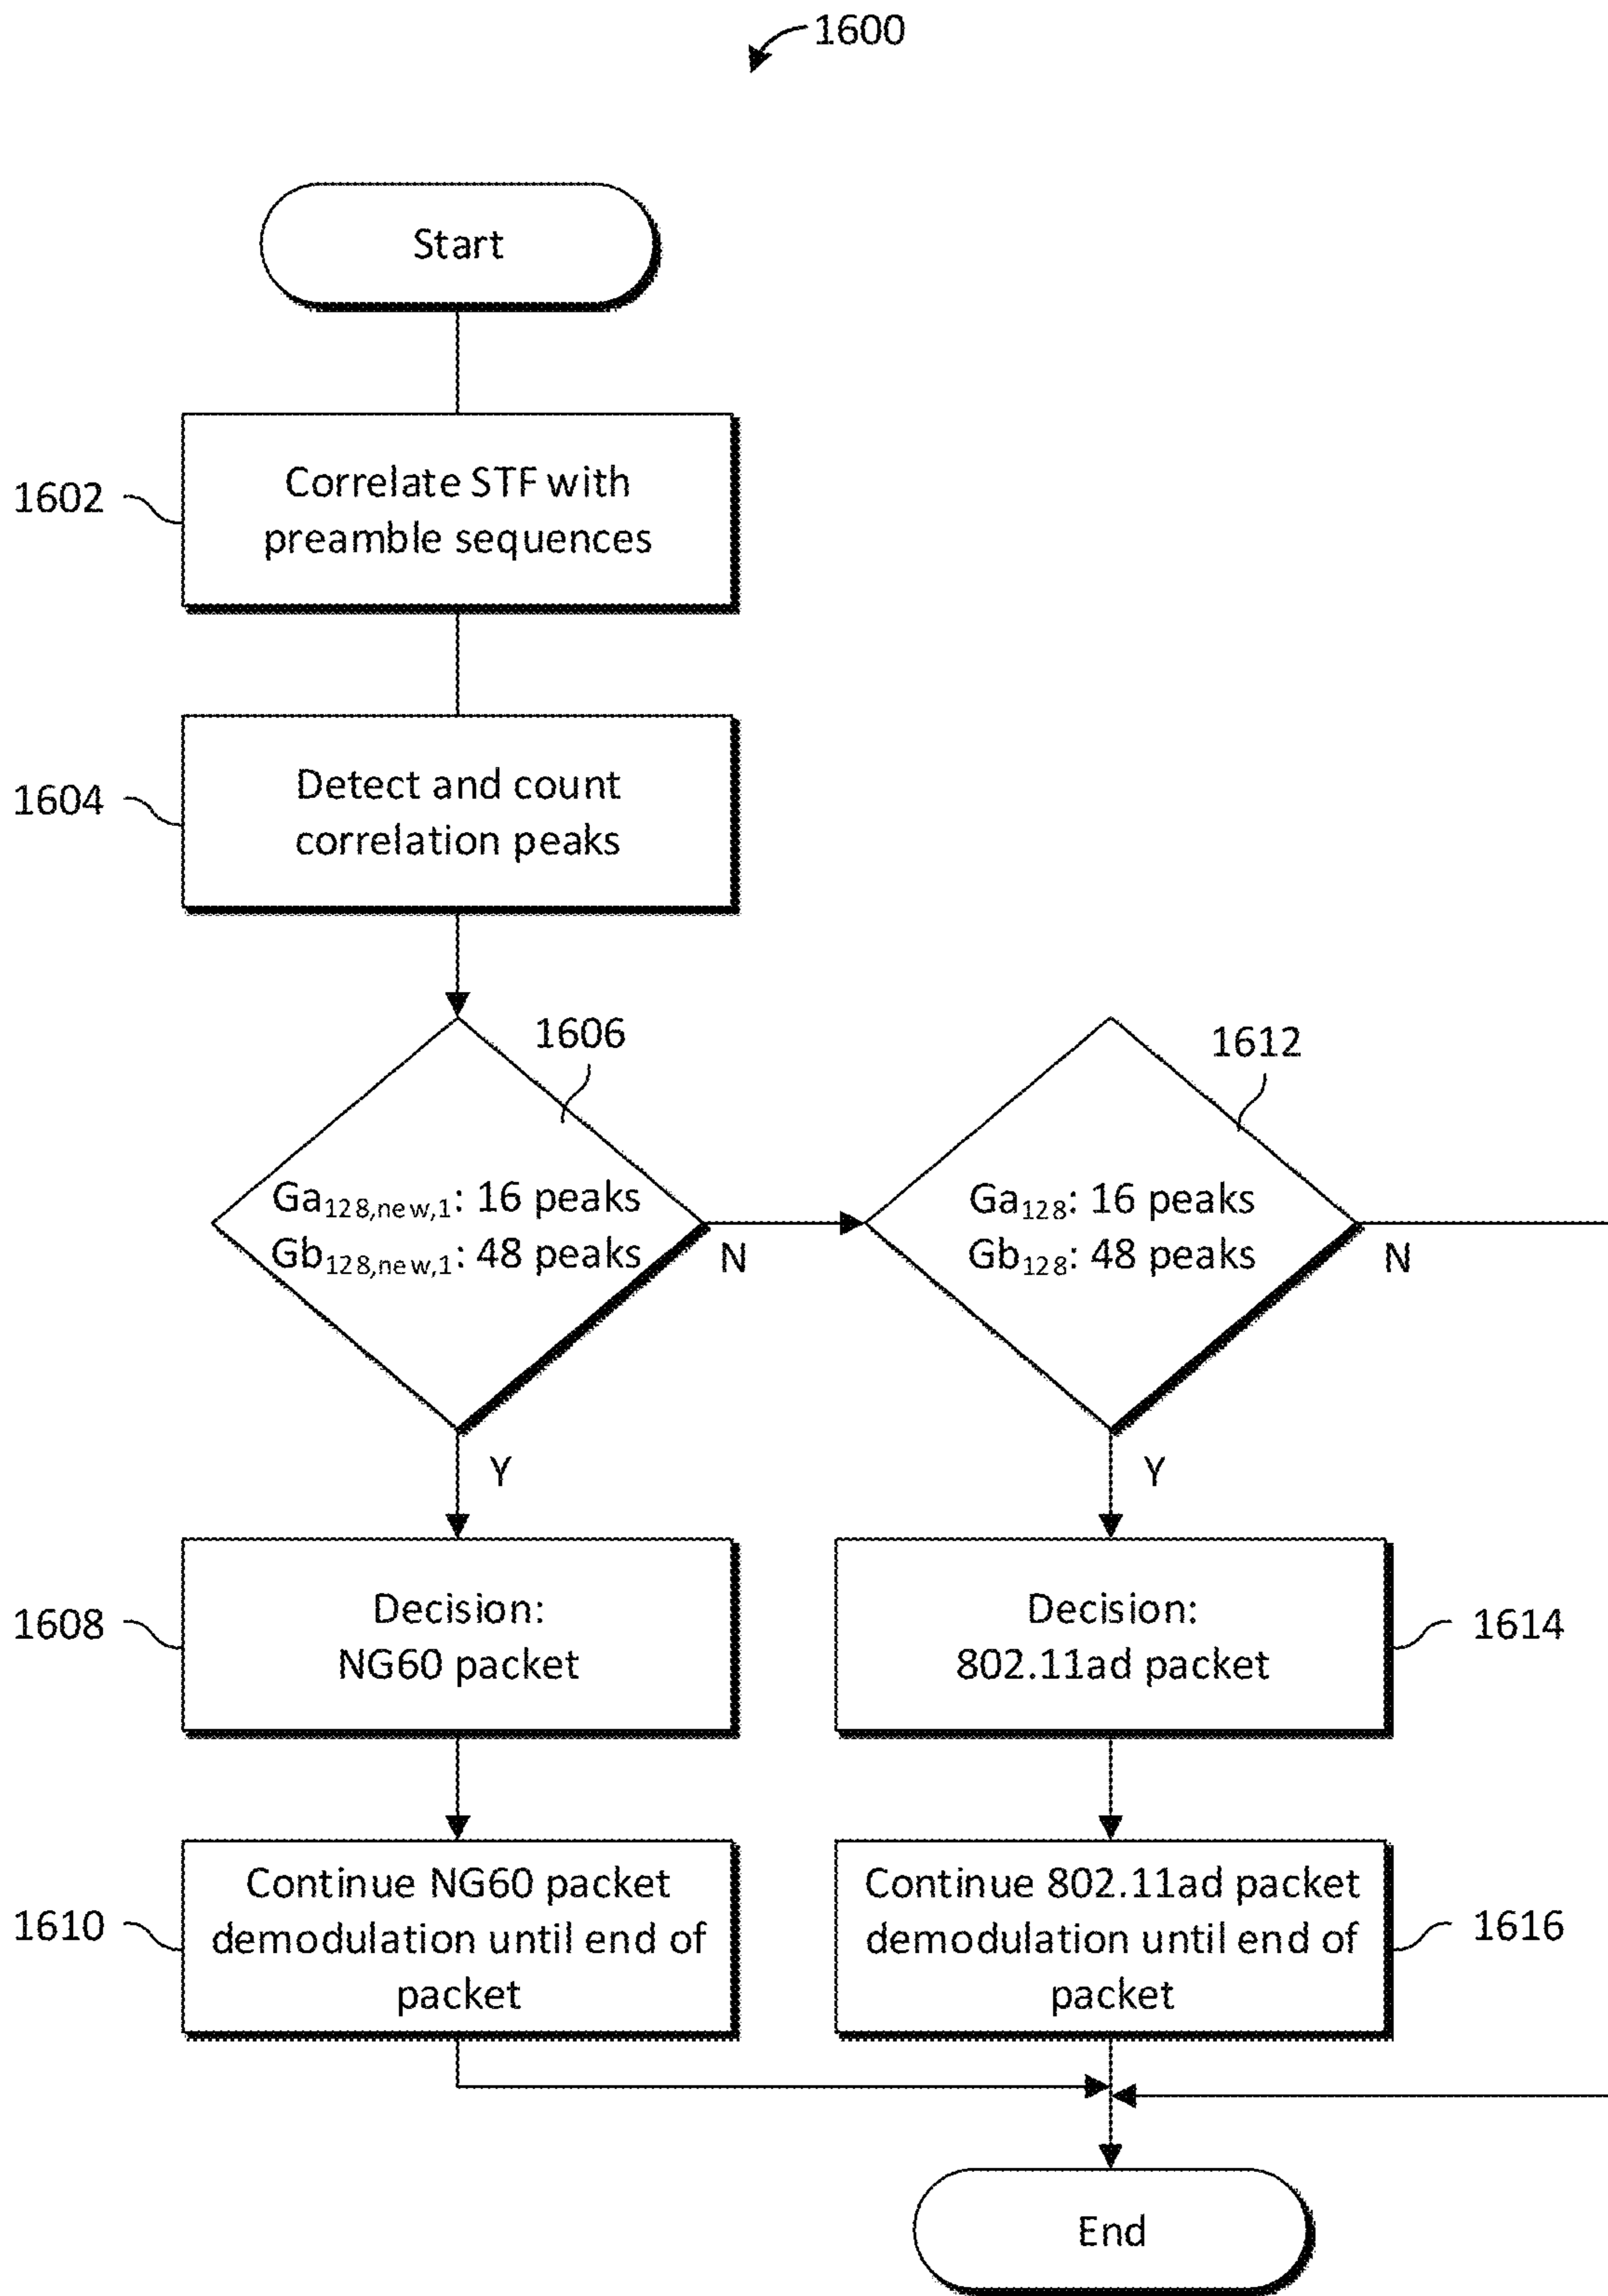 1600
Start
1602
Correlate STF with
preamble sequences
1604
Detect and count
correlation peaks
1606
Ga128,new,1: 16 peaks
Gb128,new,1: 48 peaks
N
Y
1612
Ga128: 16 peaks
Gb128: 48 peaks
N
Y
1608
Decision:
NG60 packet
Decision:
802.11ad packet
1614
1610
Continue NG60 packet
demodulation until end of
packet
Continue 802.11ad packet
demodulation until end of
packet
1616
End